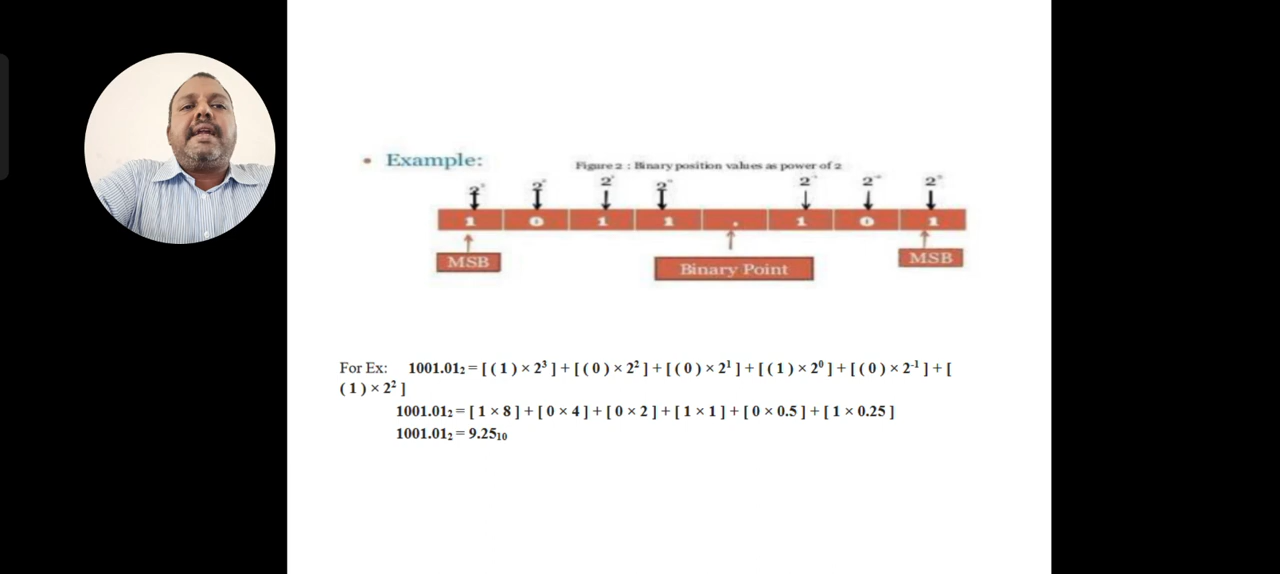 • Example:
Figure 2 : Binary position values as power of 2
1 0 1 1 . 1 0 1
MSB
MSB
Binary Point
For Ex: 1001.01₂ = [ ( 1 ) × 2³ ] + [ ( 0 ) × 2² ] + [ ( 0 ) × 2¹ ] + [ ( 1 ) × 2⁰ ] + [ ( 0 ) × 2⁻¹ ] + [
( 1 ) × 2² ]
1001.01₂ = [ 1 × 8 ] + [ 0 × 4 ] + [ 0 × 2 ] + [ 1 × 1 ] + [ 0 × 0.5 ] + [ 1 × 0.25 ]
1001.01₂ = 9.25₁₀